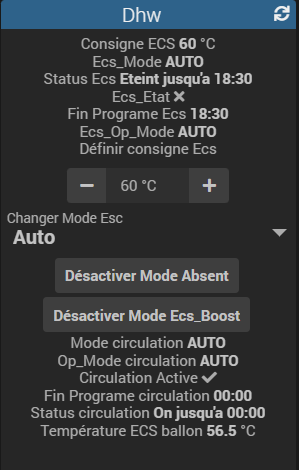 Dhw
Consigne ECS 60 °C
Ecs_Mode AUTO
Status Ecs Eteint jusqu'a 18:30
Ecs_Etat ✖
Fin Programe Ecs 18:30
Ecs_Op_Mode AUTO
Définir consigne Ecs
− 60 °C +
Changer Mode Esc
Auto
Désactiver Mode Absent
Désactiver Mode Ecs_Boost
Mode circulation AUTO
Op_Mode circulation AUTO
Circulation Active ✔
Fin Programe circulation 00:00
Status circulation On jusqu'a 00:00
Température ECS ballon 56.5 °C